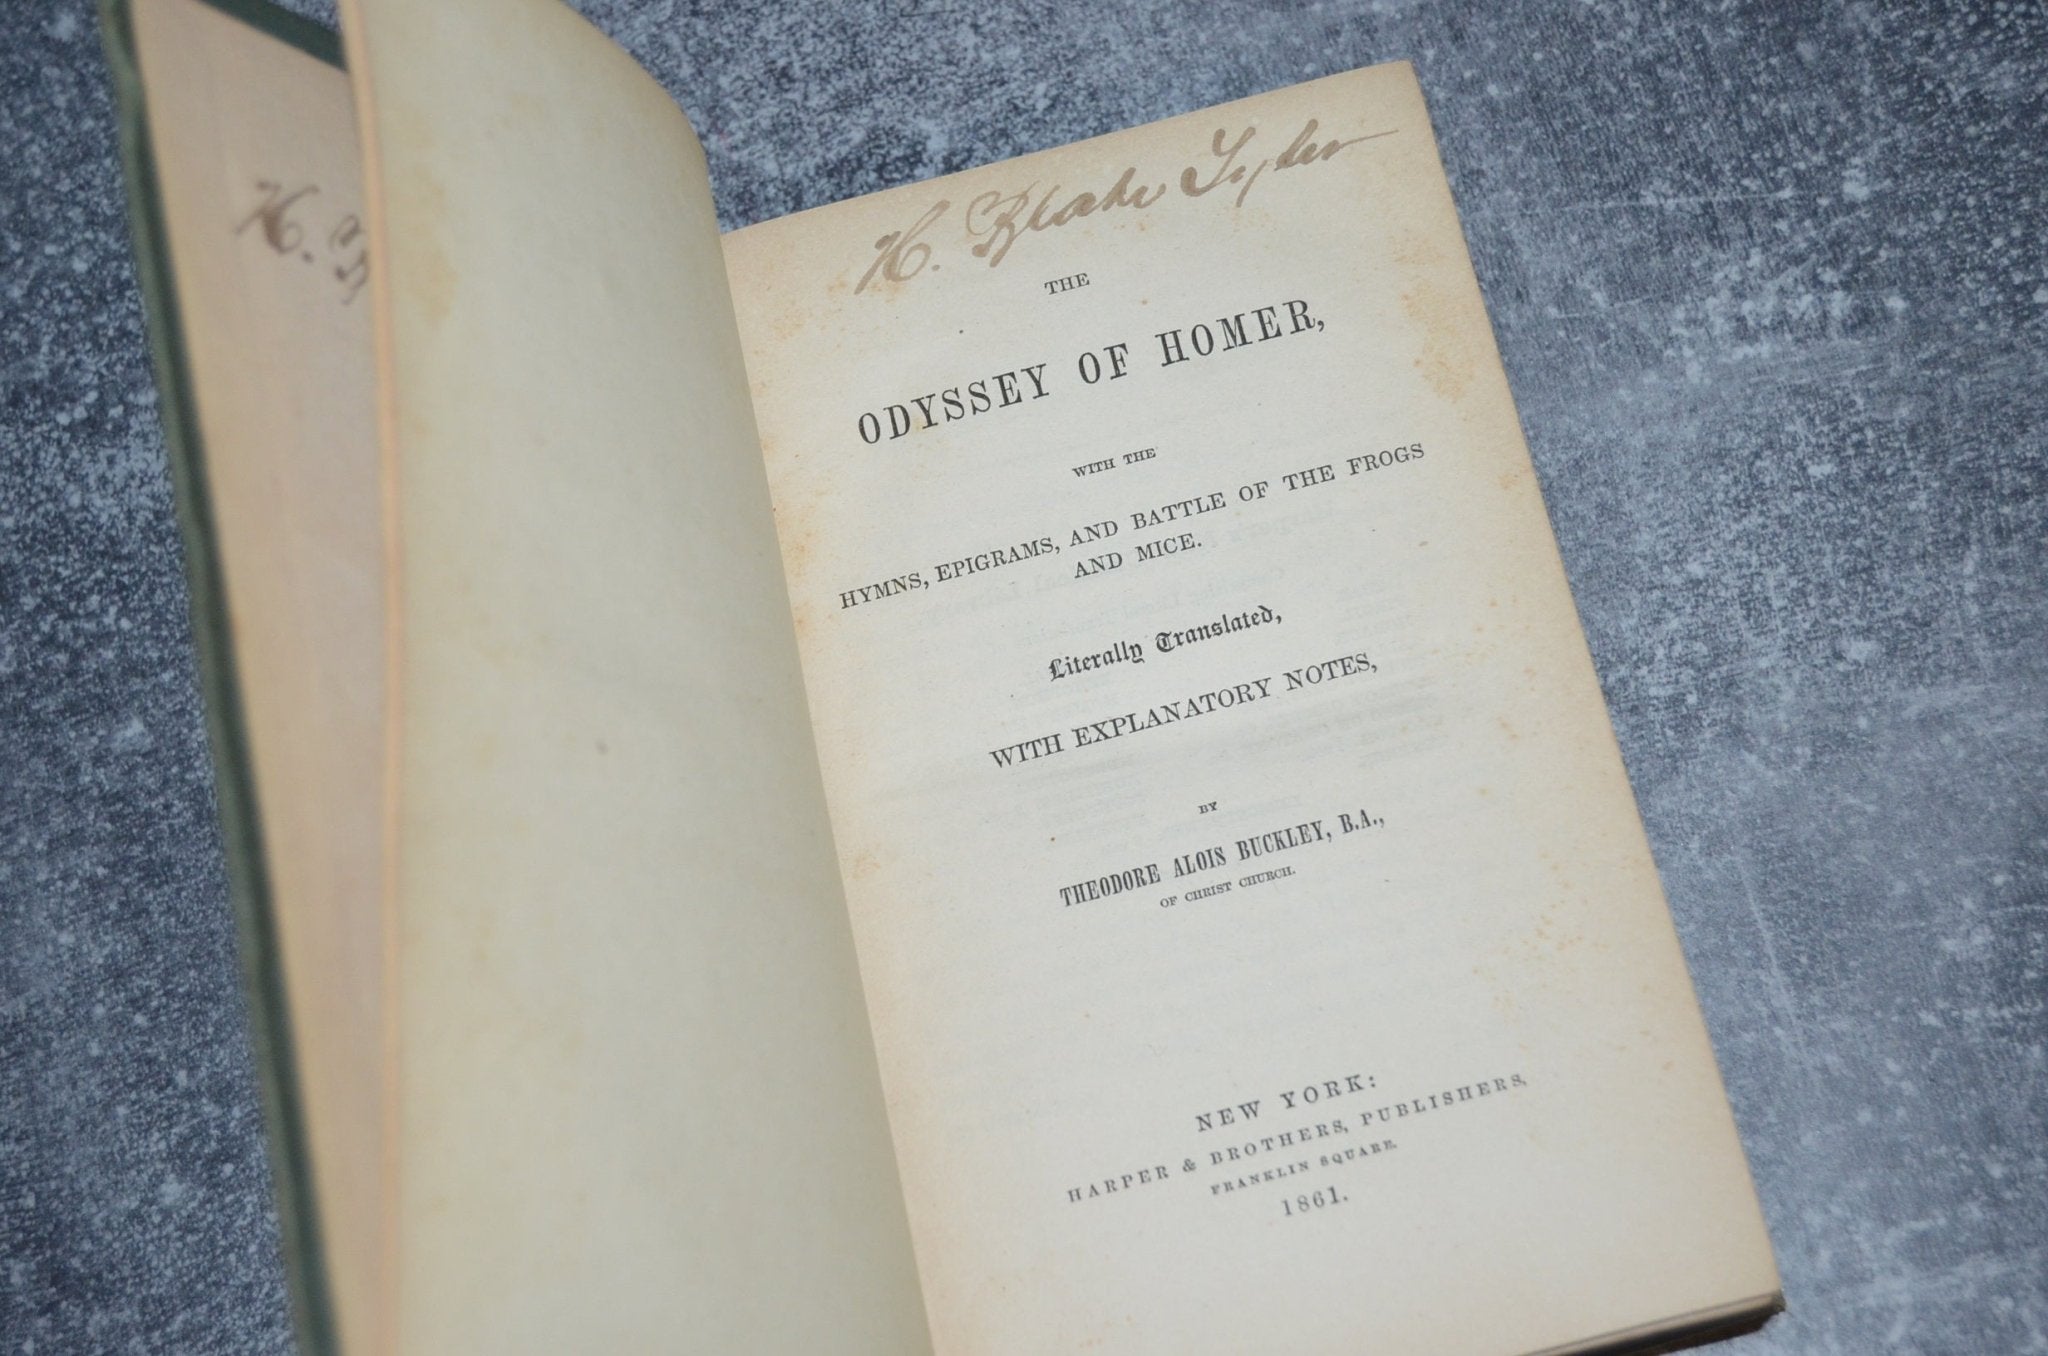 H.
H. Blake Tyler
THE
ODYSSEY OF HOMER,
WITH THE
HYMNS, EPIGRAMS, AND BATTLE OF THE FROGS
AND MICE.
Literally Translated,
WITH EXPLANATORY NOTES,
BY
THEODORE ALOIS BUCKLEY, B.A.,
OF CHRIST CHURCH.
NEW YORK:
HARPER & BROTHERS, PUBLISHERS,
FRANKLIN SQUARE.
1861.